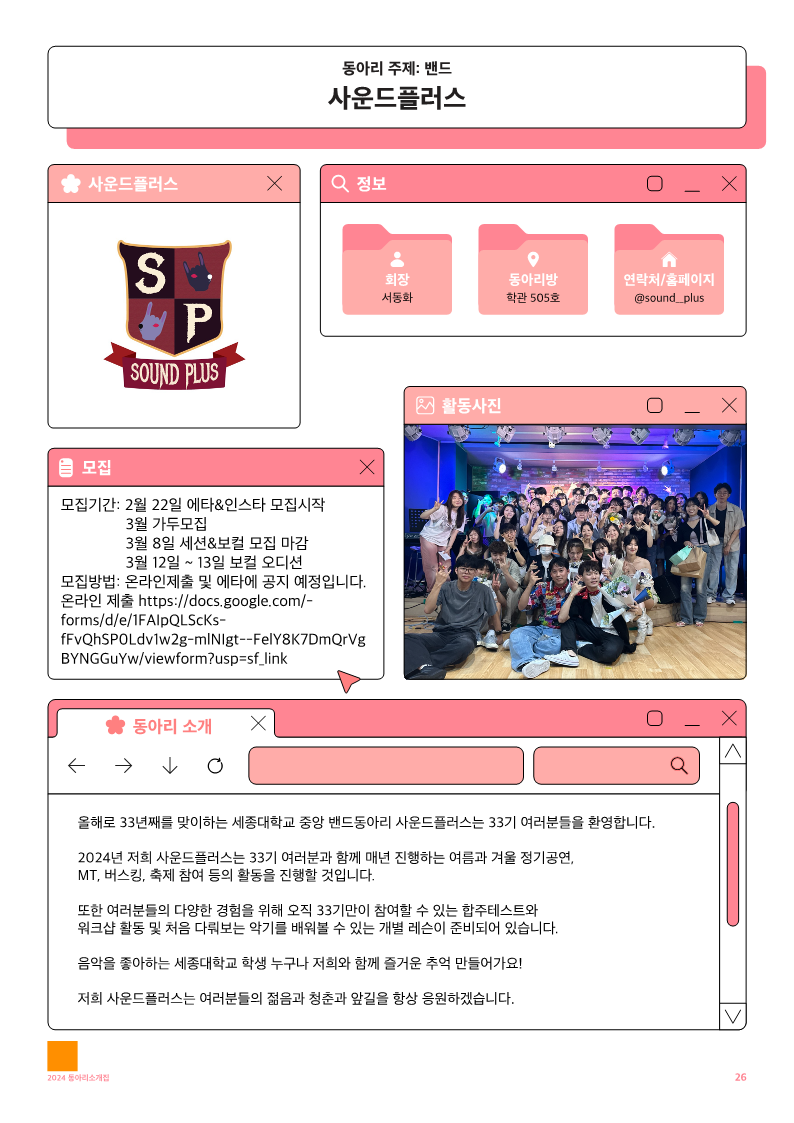 동아리 주제: 밴드
사운드플러스
사운드플러스
S
P
SOUND PLUS
정보
회장
서동화
동아리방
학관 505호
연락처/홈페이지
@sound_plus
활동사진
모집
모집기간: 2월 22일 에타&인스타 모집시작
3월 가두모집
3월 8일 세션&보컬 모집 마감
3월 12일 ~ 13일 보컬 오디션
모집방법: 온라인제출 및 에타에 공지 예정입니다.
온라인 제출 https://docs.google.com/-
forms/d/e/1FAIpQLScKs-
fFvQhSP0Ldv1w2g-mlNIgt--FelY8K7DmQrVg
BYNGGuYw/viewform?usp=sf_link
동아리 소개
올해로 33년째를 맞이하는 세종대학교 중앙 밴드동아리 사운드플러스는 33기 여러분들을 환영합니다.
2024년 저희 사운드플러스는 33기 여러분과 함께 매년 진행하는 여름과 겨울 정기공연,
MT, 버스킹, 축제 참여 등의 활동을 진행할 것입니다.
또한 여러분들의 다양한 경험을 위해 오직 33기만이 참여할 수 있는 합주테스트와
워크샵 활동 및 처음 다뤄보는 악기를 배워볼 수 있는 개별 레슨이 준비되어 있습니다.
음악을 좋아하는 세종대학교 학생 누구나 저희와 함께 즐거운 추억 만들어가요!
저희 사운드플러스는 여러분들의 젊음과 청춘과 앞길을 항상 응원하겠습니다.
2024 동아리소개집
26